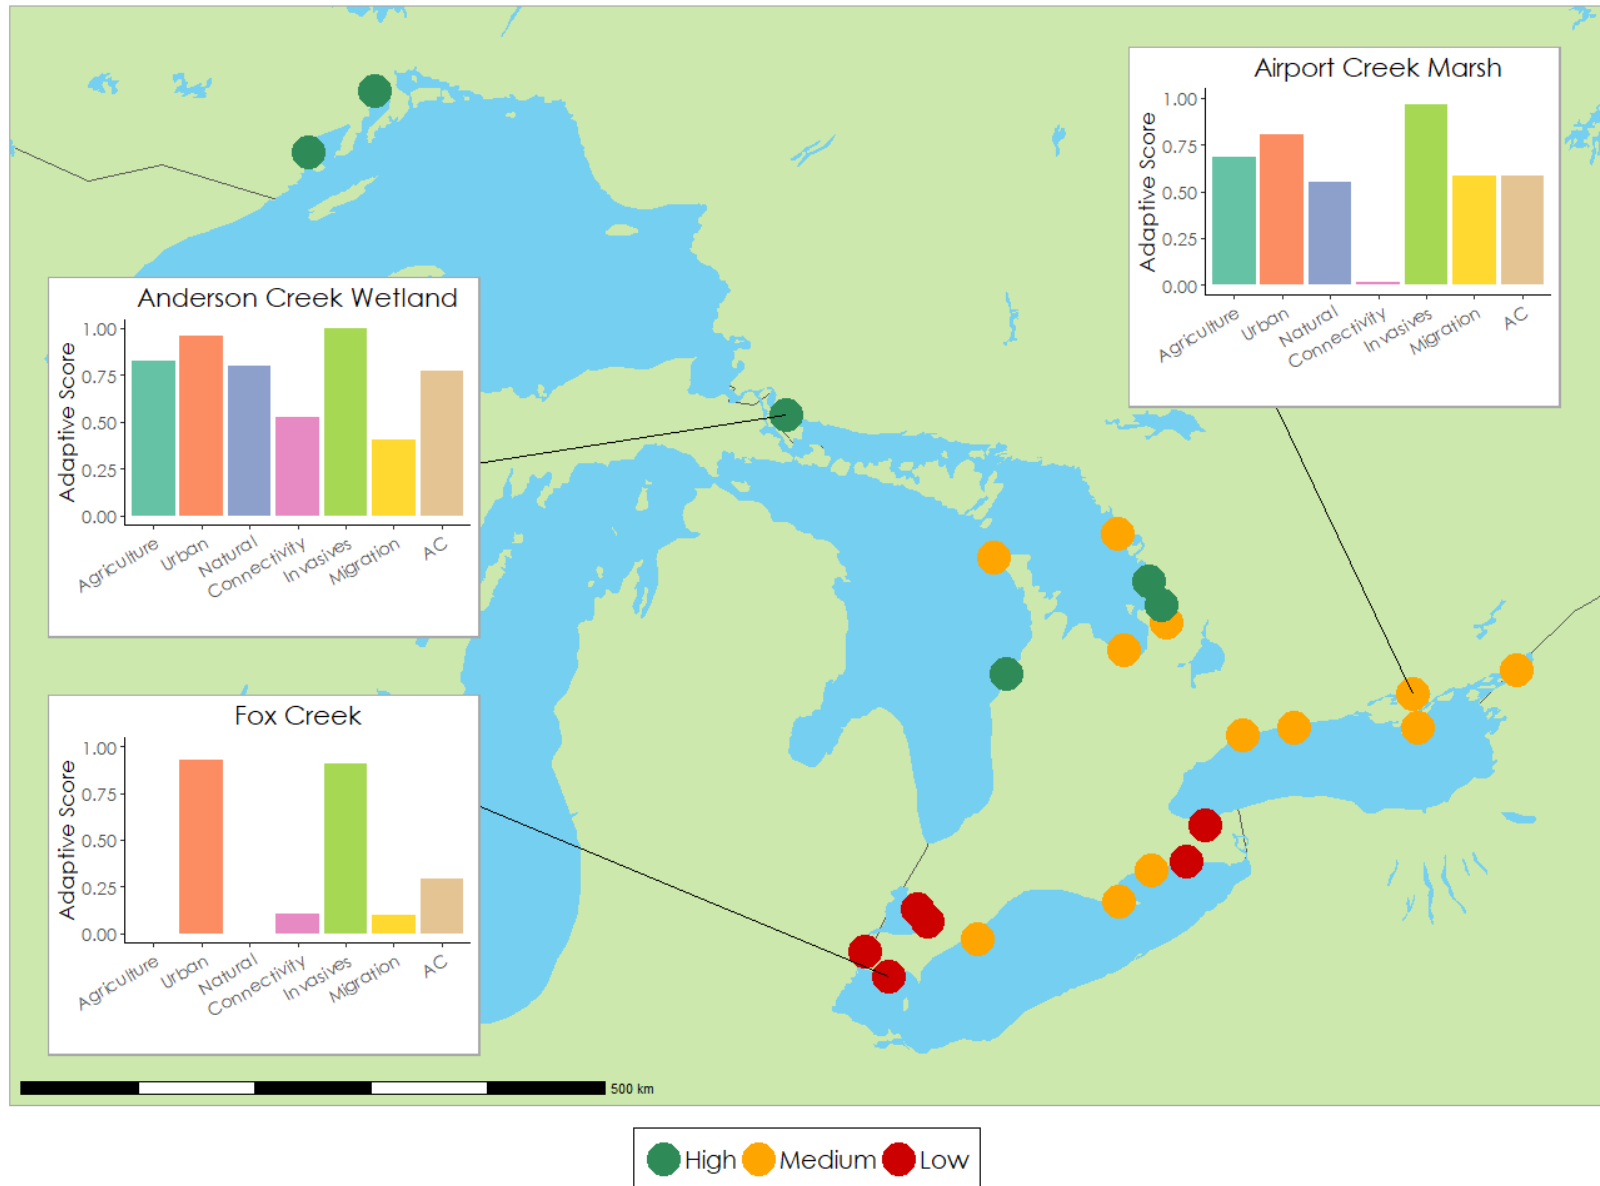 Airport Creek Marsh
Adaptive Score
1.00
0.75
0.50
0.25
0.00
Agriculture
Urban
Natural
Connectivity
Invasives
Migration
AC
Anderson Creek Wetland
Adaptive Score
1.00
0.75
0.50
0.25
0.00
Agriculture
Urban
Natural
Connectivity
Invasives
Migration
AC
Fox Creek
Adaptive Score
1.00
0.75
0.50
0.25
0.00
Agriculture
Urban
Natural
Connectivity
Invasives
Migration
AC
500 km
High Medium Low